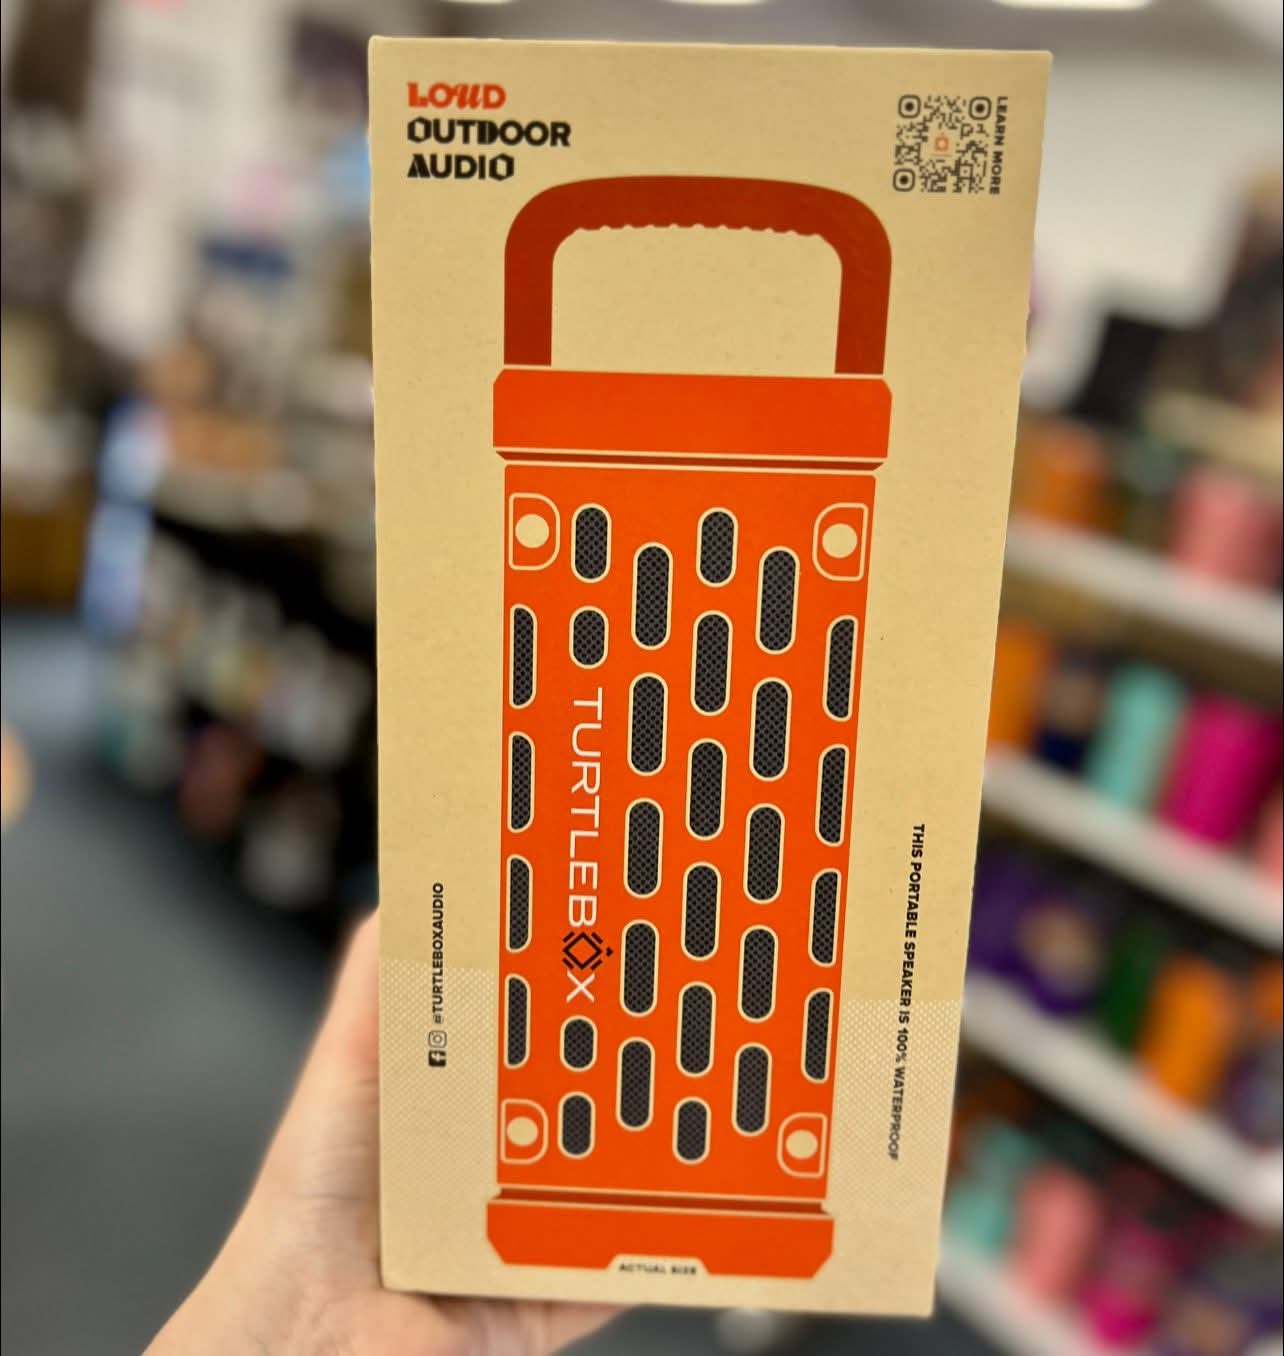 LOUD
OUTDOOR
AUDIO
LEARN MORE
TURTLEBOX
THIS PORTABLE SPEAKER IS 100% WATERPROOF
@TURTLEBOXAUDIO
ACTUAL SIZE